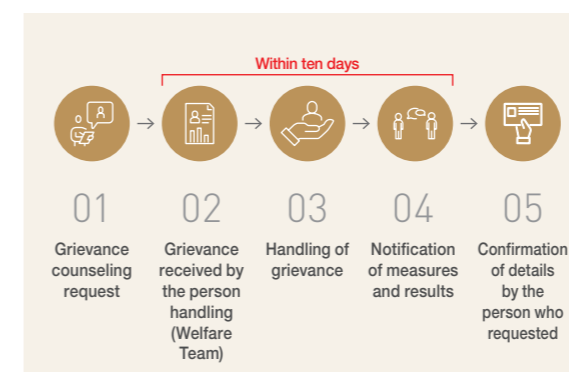 Within ten days
01
Grievance
counseling
request
02
Grievance
received by
the person
handling
(Welfare
Team)
03
Handling of
grievance
04
Notification
of measures
and results
05
Confirmation
of details
by the
person who
requested